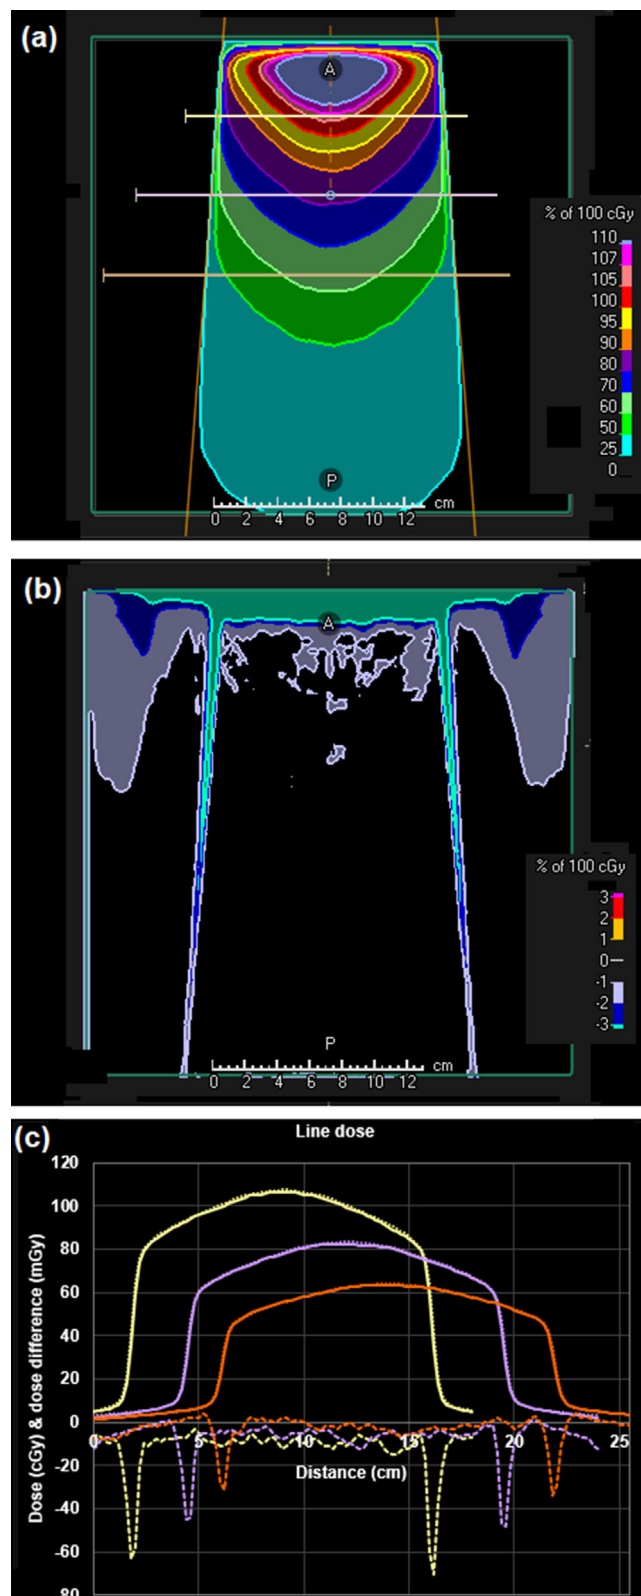 (a)
A
% of 100 cGy
110
107
105
100
95
90
80
70
60
50
25
0
P
0 2 4 6 8 10 12 cm
(b)
A
% of 100 cGy
3
2
1
0
-1
-2
-3
P
0 2 4 6 8 10 12 cm
(c)
Line dose
Dose (cGy) & dose difference (mGy)
120
100
80
60
40
20
0
-20
-40
-60
80
0 5 10 15 20 25
Distance (cm)